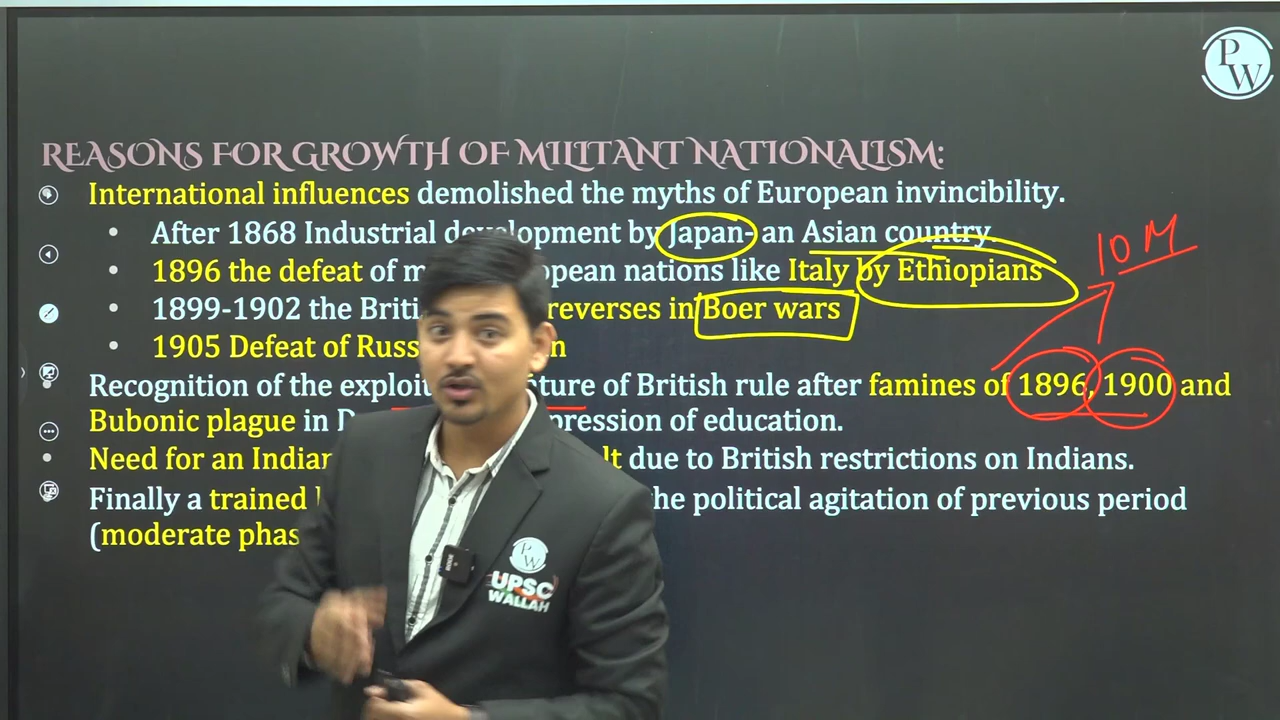 P
W
REASONS FOR GROWTH OF MILITANT NATIONALISM:
International influences demolished the myths of European invincibility.
• After 1868 Industrial development by Japan- an Asian country.
10 M
• 1896 the defeat of opean nations like Italy by Ethiopians
• 1899-1902 the Briti reverses in Boer wars
• 1905 Defeat of Russ n
Recognition of the exploit ture of British rule after famines of 1896, 1900 and
Bubonic plague in D pression of education.
• Need for an Indian lt due to British restrictions on Indians.
Finally a trained he political agitation of previous period
(moderate phas
P
W
UPSC
WALLAH